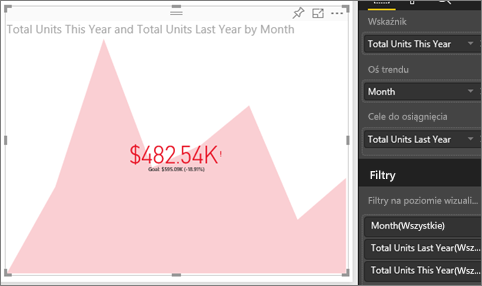 Total Units This Year and Total Units Last Year by Month
$482.54K!
Goal: $595.09K (-18.91%)
Wskaźnik
Total Units This Year
Oś trendu
Month
Cele do osiągnięcia
Total Units Last Year
Filtry
Filtry na poziomie wizuali...
Month(Wszystkie)
Total Units Last Year(Wsz...
Total Units This Year(Wsz...